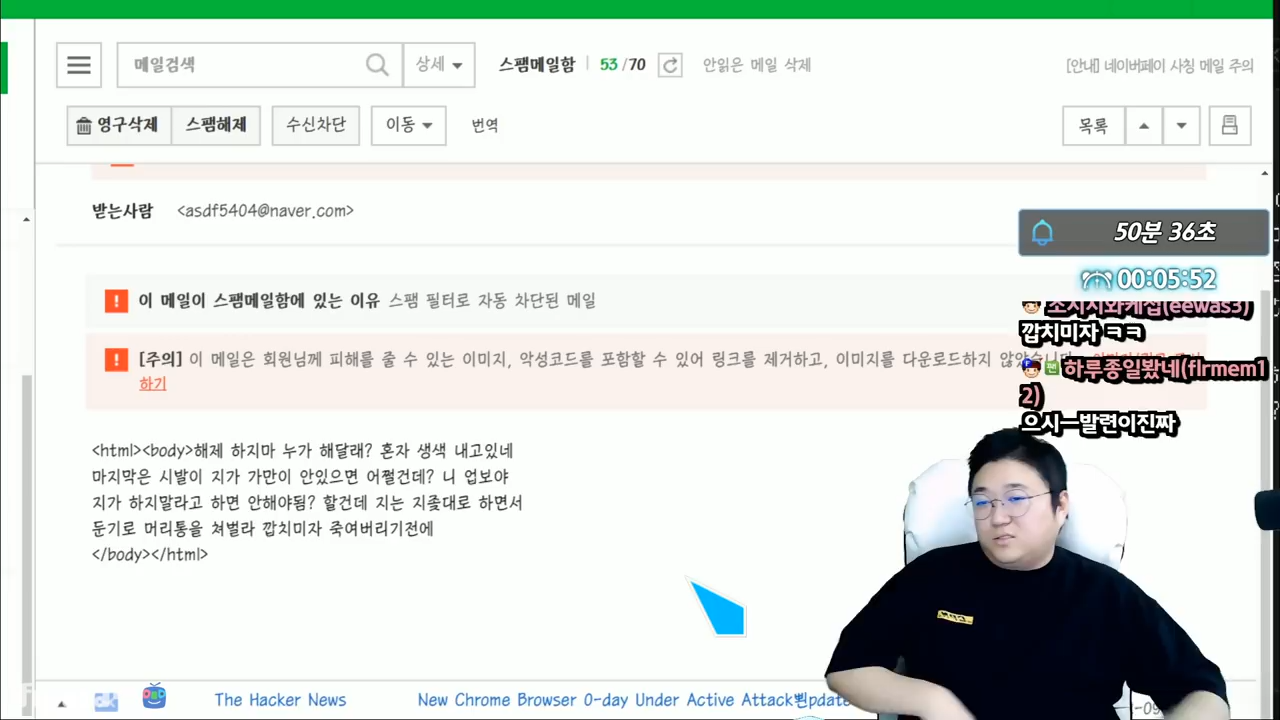 메일검색
상세
스팸메일함
53/70
안읽은 메일 삭제
[안내] 네이버페이 사칭 메일 주의
영구삭제
스팸해제
수신차단
이동
번역
목록
받는사람 <asdf5404@naver.com>
50분 36초
00:05:52
이 메일이 스팸메일함에 있는 이유 스팸 필터로 자동 차단된 메일
[주의] 이 메일은 회원님께 피해를 줄 수 있는 이미지, 악성코드를 포함할 수 있어 링크를 제거하고, 이미지를 다운로드하지
하기
소시지와케찹(eewas3)
깝치미자 ㅋㅋ
팬 하루종일봤네(flrmem1
2)
으시ㅡ발련이진짜
<html><body>해제 하지마 누가 해달래? 혼자 생색 내고있네
마지막은 시발이 지가 가만이 안있으면 어쩔건데? 니 업보야
지가 하지말라고 하면 안해야됨? 할건데 지는 지좆대로 하면서
둔기로 머리통을 쳐벌라 깝치미자 죽여버리기전에
</body></html>
The Hacker News
New Chrome Browser 0-day Under Active Attack